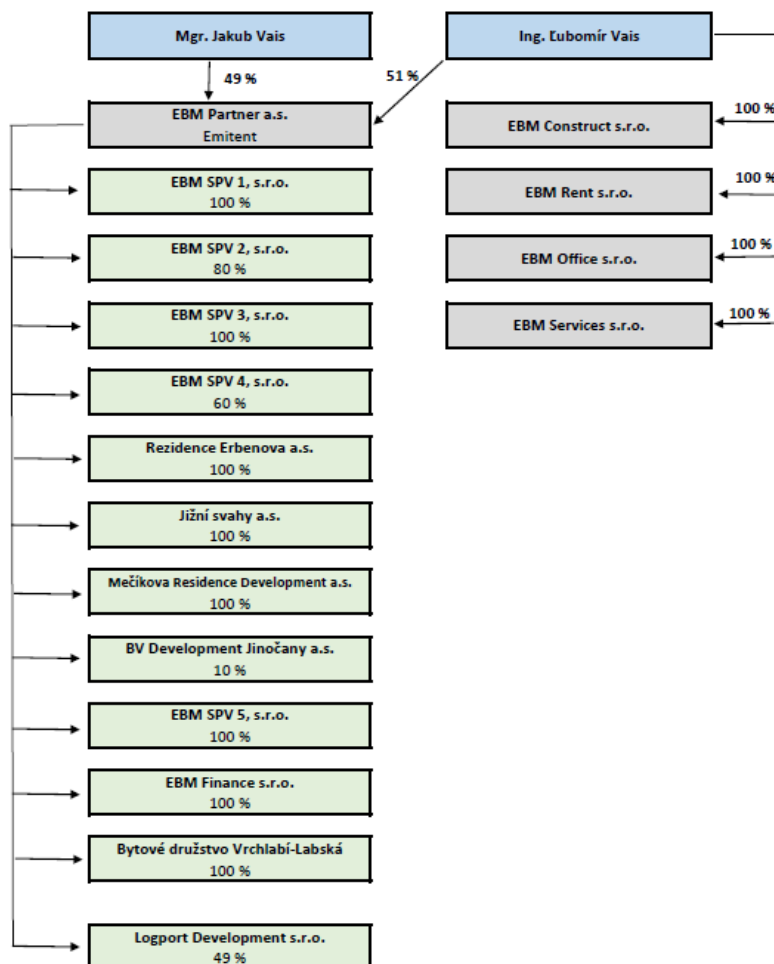 Mgr. Jakub Vais
Ing. Ľubomír Vais
49 %
51 %
EBM Partner a.s.
Emitent
EBM Construct s.r.o.
100 %
EBM SPV 1, s.r.o.
100 %
EBM Rent s.r.o.
100 %
EBM SPV 2, s.r.o.
80 %
EBM Office s.r.o.
100 %
EBM SPV 3, s.r.o.
100 %
EBM Services s.r.o.
100 %
EBM SPV 4, s.r.o.
60 %
Rezidence Erbenova a.s.
100 %
Jižní svahy a.s.
100 %
Mečíkova Residence Development a.s.
100 %
BV Development Jinočany a.s.
10 %
EBM SPV 5, s.r.o.
100 %
EBM Finance s.r.o.
100 %
Bytové družstvo Vrchlabí-Labská
100 %
Logport Development s.r.o.
49 %